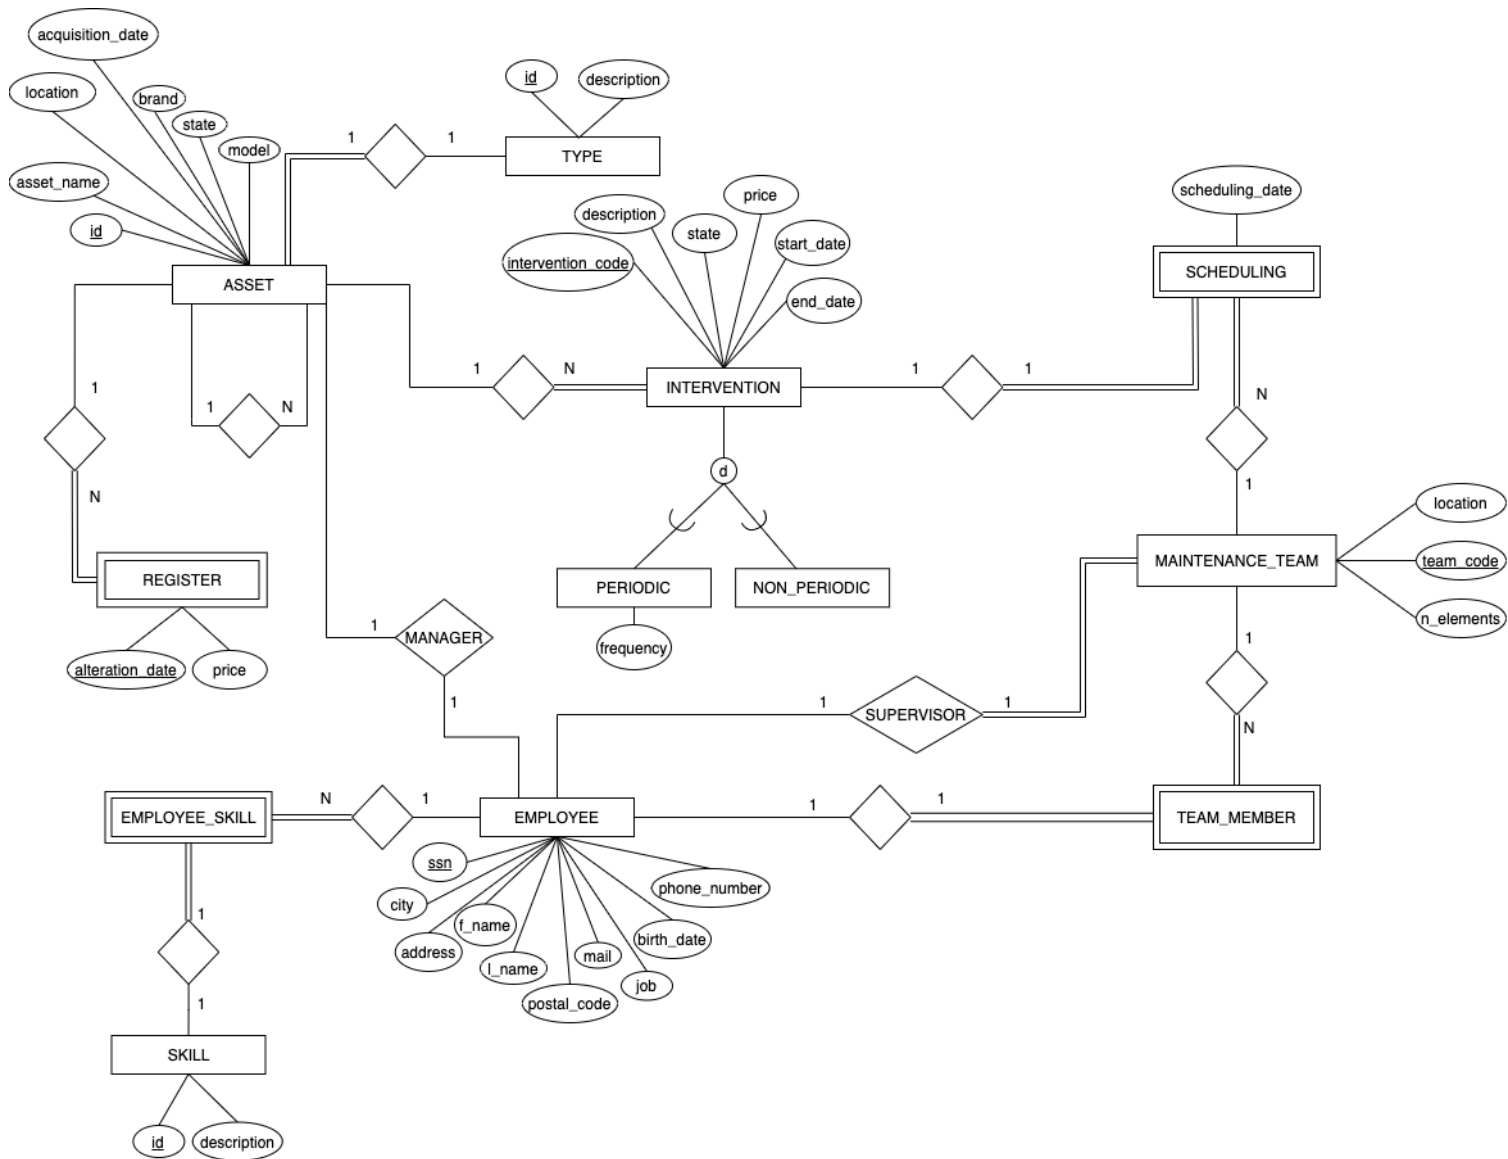 acquisition_date
location
brand
state
model
asset_name
id
ASSET
1
1
id
description
TYPE
description
price
state
start_date
intervention_code
end_date
INTERVENTION
scheduling_date
SCHEDULING
1
N
1
1
1
N
1
N
N
1
d
location
MAINTENANCE_TEAM
team_code
n_elements
REGISTER
alteration_date
price
PERIODIC
NON_PERIODIC
frequency
1
MANAGER
1
1
SUPERVISOR
1
1
N
EMPLOYEE_SKILL
N
1
EMPLOYEE
1
1
TEAM_MEMBER
ssn
city
address
f_name
l_name
postal_code
mail
job
birth_date
phone_number
1
1
SKILL
id
description